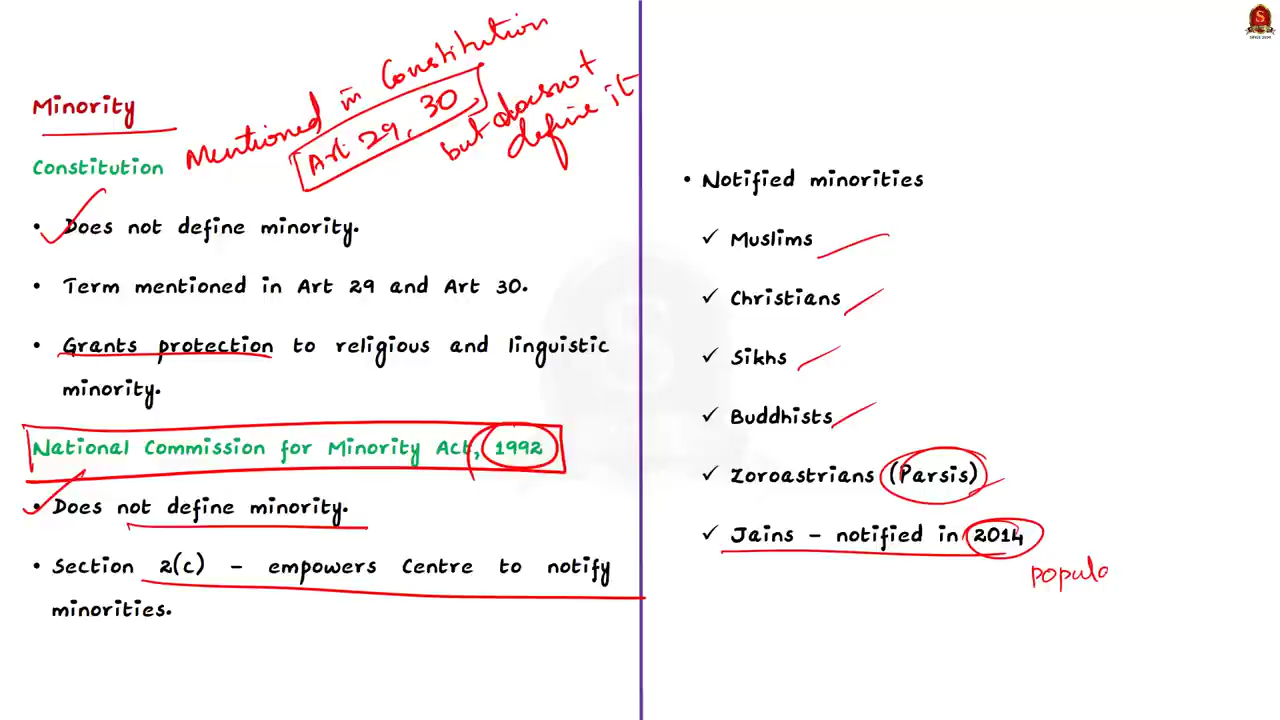 Minority
Mentioned in Constitution
Art 29, 30
but doesnot
define it
Constitution
• Does not define minority.
• Term mentioned in Art 29 and Art 30.
• Grants protection to religious and linguistic
minority.
National Commission for Minority Act, 1992
• Does not define minority.
• Section 2(c) – empowers Centre to notify
minorities.
• Notified minorities
✓ Muslims
✓ Christians
✓ Sikhs
✓ Buddhists
✓ Zoroastrians (Parsis)
✓ Jains – notified in 2014
populo